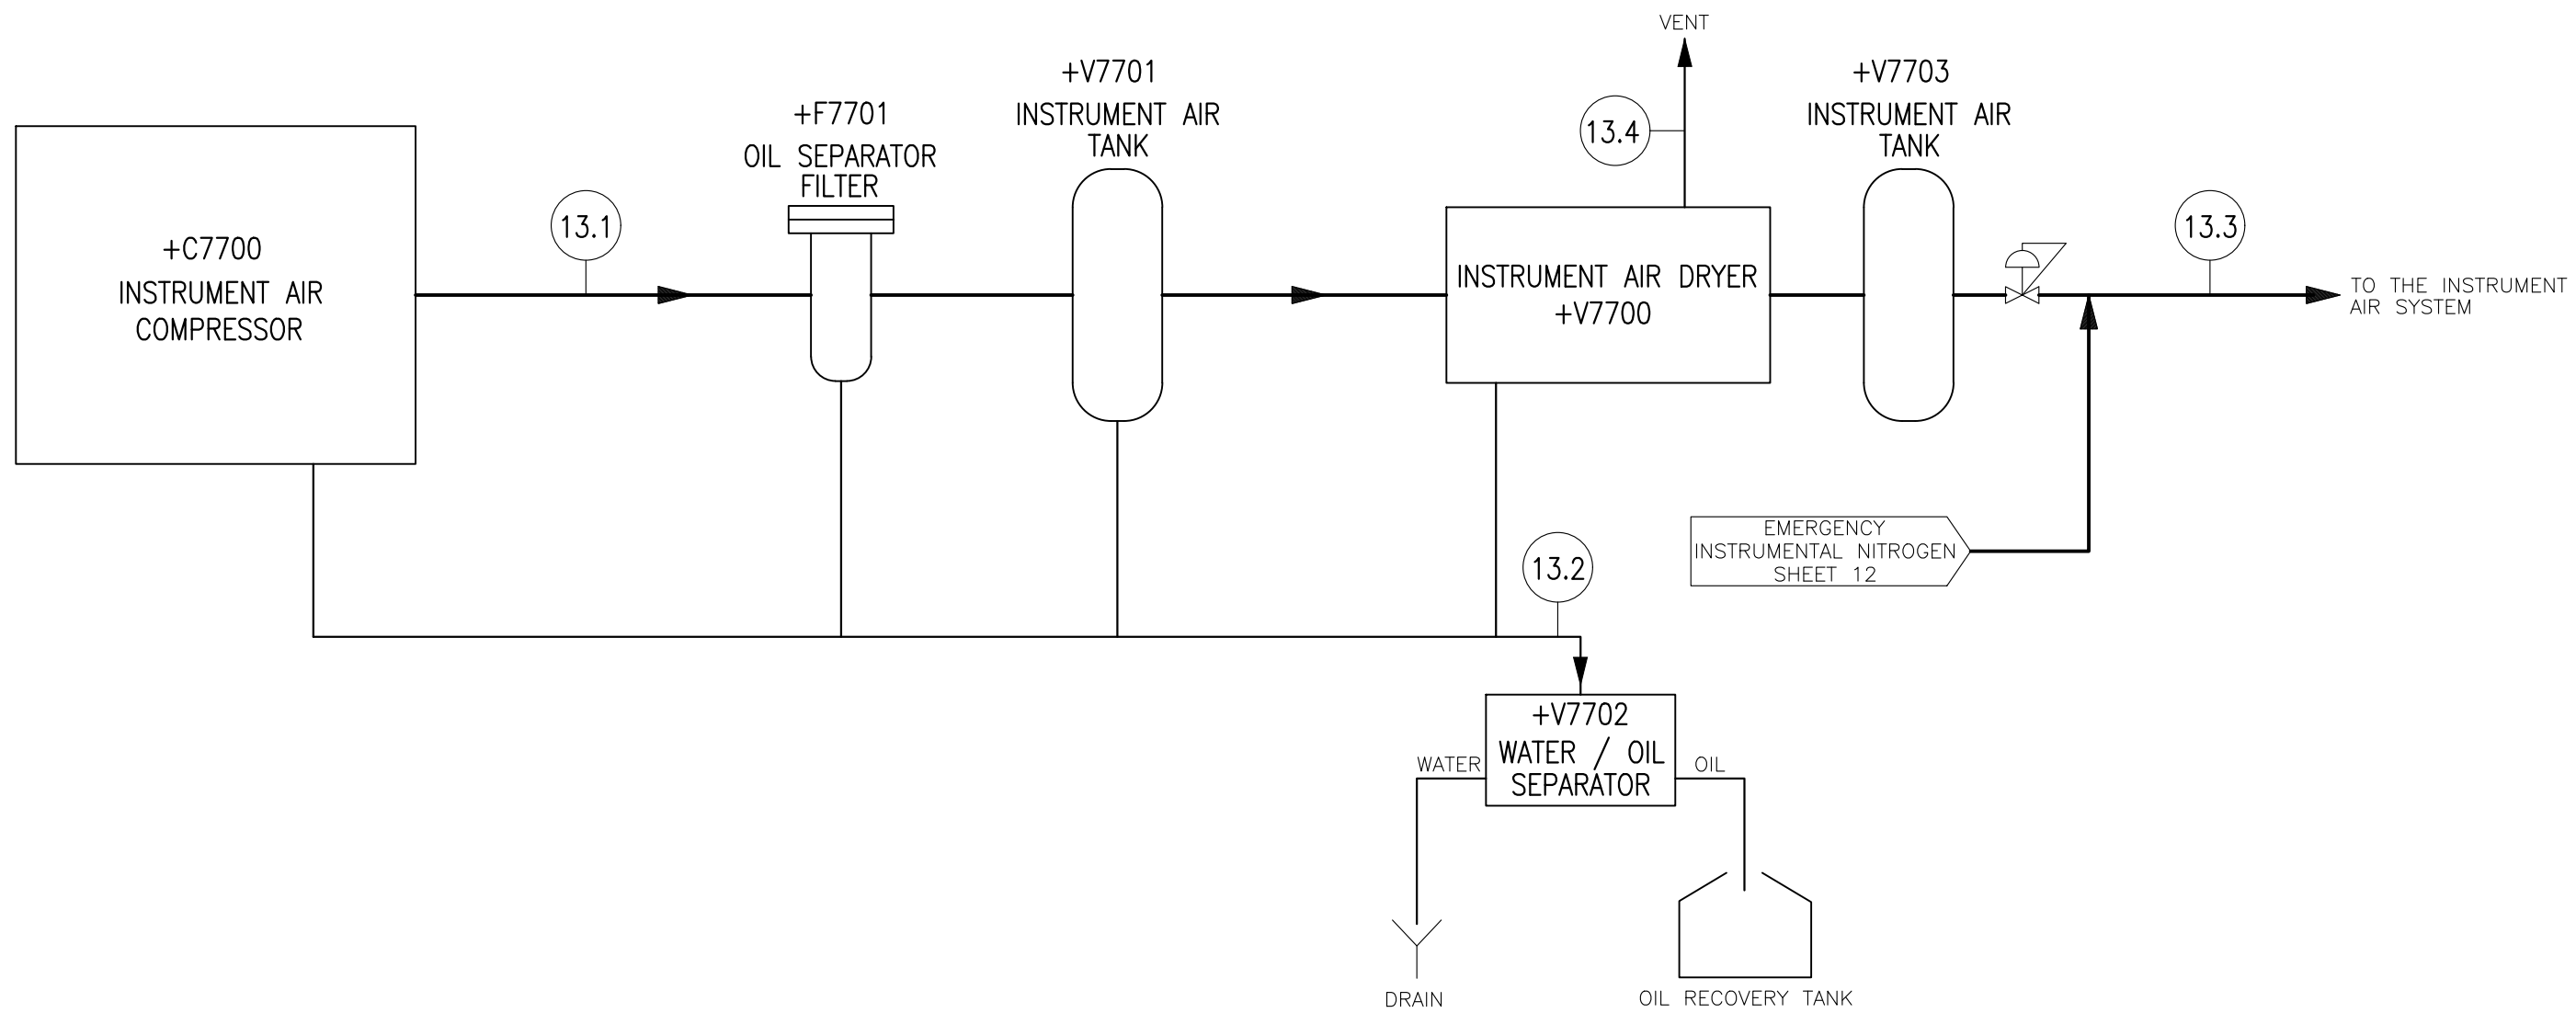 VENT
+V7701
INSTRUMENT AIR
TANK
+V7703
INSTRUMENT AIR
TANK
+F7701
OIL SEPARATOR
FILTER
13.4
13.1
13.3
+C7700
INSTRUMENT AIR
COMPRESSOR
INSTRUMENT AIR DRYER
+V7700
TO THE INSTRUMENT
AIR SYSTEM
EMERGENCY
INSTRUMENTAL NITROGEN
SHEET 12
13.2
+V7702
WATER / OIL
SEPARATOR
WATER
OIL
DRAIN
OIL RECOVERY TANK